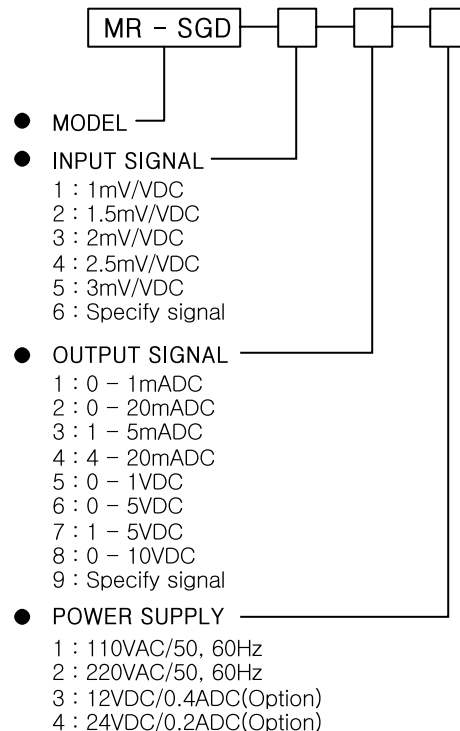 MR - SGD
● MODEL
● INPUT SIGNAL
1 : 1mV/VDC
2 : 1.5mV/VDC
3 : 2mV/VDC
4 : 2.5mV/VDC
5 : 3mV/VDC
6 : Specify signal
● OUTPUT SIGNAL
1 : 0 - 1mADC
2 : 0 - 20mADC
3 : 1 - 5mADC
4 : 4 - 20mADC
5 : 0 - 1VDC
6 : 0 - 5VDC
7 : 1 - 5VDC
8 : 0 - 10VDC
9 : Specify signal
● POWER SUPPLY
1 : 110VAC/50, 60Hz
2 : 220VAC/50, 60Hz
3 : 12VDC/0.4ADC(Option)
4 : 24VDC/0.2ADC(Option)